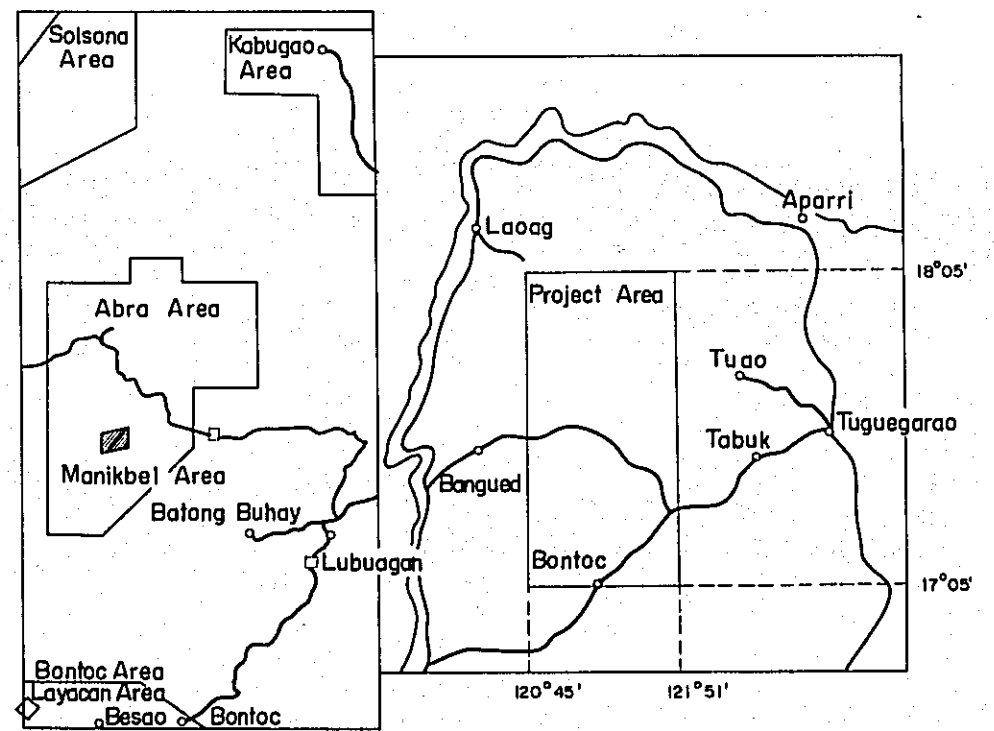 Solsona
Area
Kabugao
Area
Abra Area
Manikbel Area
Batong Buhay
Lubuagan
Bontoc Area
Layacan Area
Besao
Bontoc
Aparri
Laoag
18°05'
Project Area
Tuao
Tuguegarao
Tabuk
Bangued
Bontoc
17°05'
120°45'
121°51'